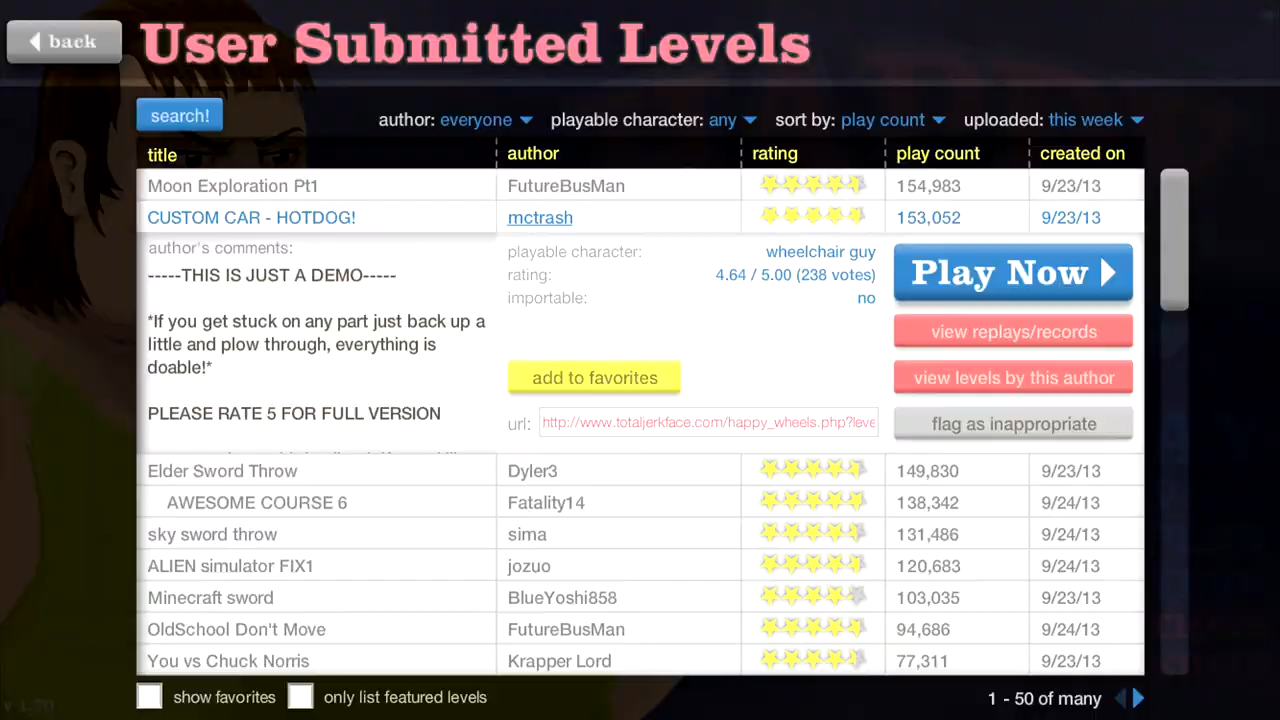 back
User Submitted Levels
search!
author: everyone playable character: any sort by: play count uploaded: this week
title author rating play count created on
Moon Exploration Pt1 FutureBusMan 154,983 9/23/13
CUSTOM CAR - HOTDOG! mctrash 153,052 9/23/13
author's comments:
-----THIS IS JUST A DEMO-----
*If you get stuck on any part just back up a
little and plow through, everything is
doable!*
PLEASE RATE 5 FOR FULL VERSION
playable character: wheelchair guy
rating: 4.64 / 5.00 (238 votes)
importable: no
add to favorites
url: http://www.totaljerkface.com/happy_wheels.php?leve
Play Now
view replays/records
view levels by this author
flag as inappropriate
Elder Sword Throw Dyler3 149,830 9/23/13
AWESOME COURSE 6 Fatality14 138,342 9/24/13
sky sword throw sima 131,486 9/24/13
ALIEN simulator FIX1 jozuo 120,683 9/24/13
Minecraft sword BlueYoshi858 103,035 9/23/13
OldSchool Don't Move FutureBusMan 94,686 9/24/13
You vs Chuck Norris Krapper Lord 77,311 9/23/13
show favorites only list featured levels 1 - 50 of many